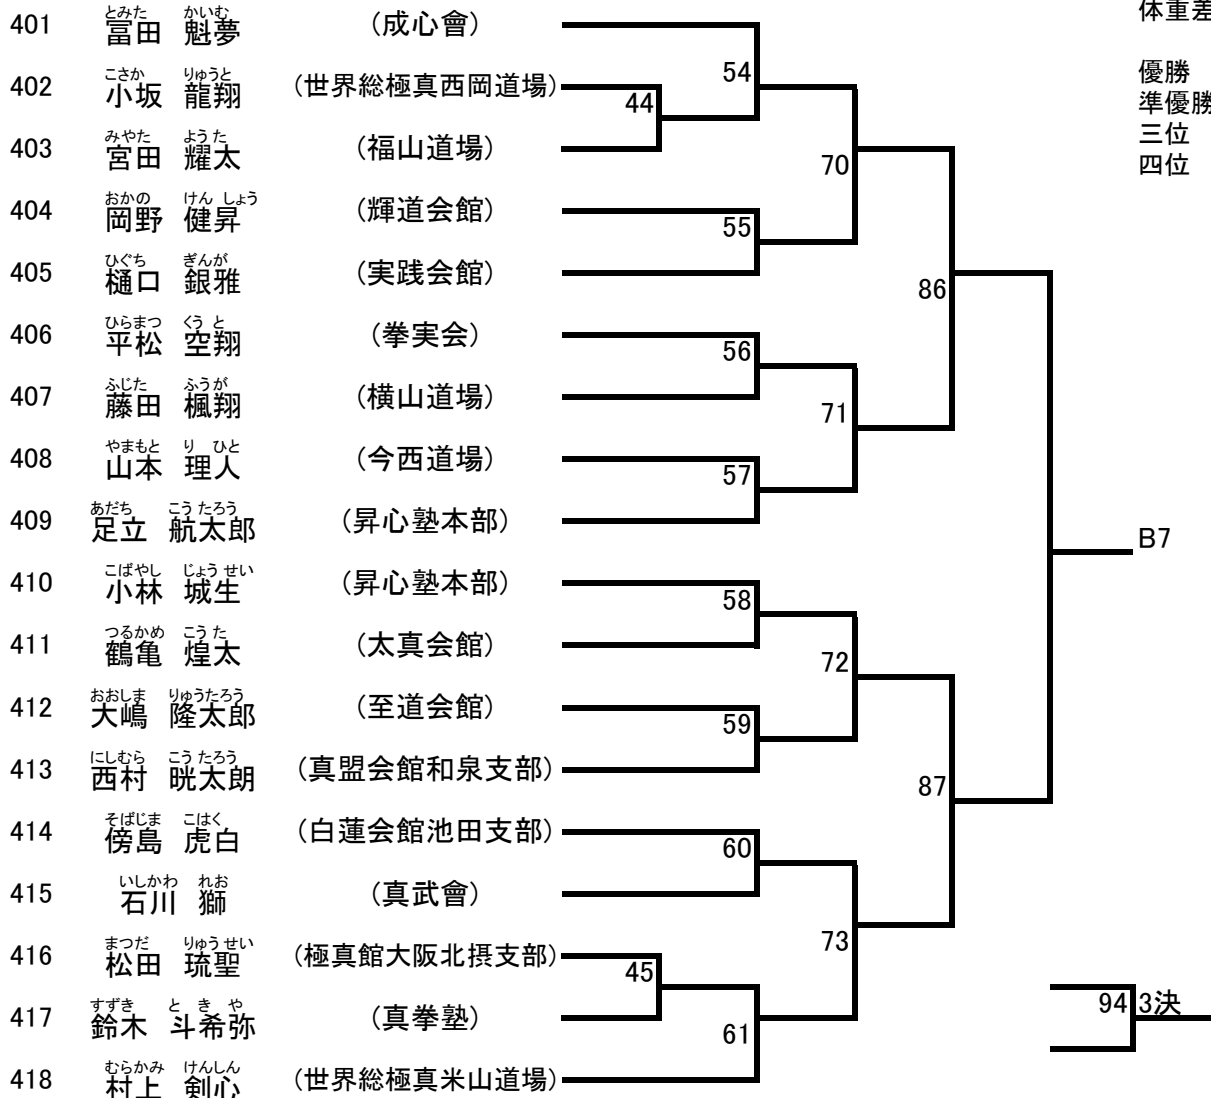 とみた かいむ
401 冨田 魁夢 (成心會)
体重差
こさか りゅうと
402 小坂 龍翔 (世界総極真西岡道場)
44
54
優勝
準優勝
三位
四位
みやた ようた
403 宮田 耀太 (福山道場)
70
おかの けん しょう
404 岡野 健昇 (輝道会館)
55
ひぐち ぎんが
405 樋口 銀雅 (実践会館)
86
ひらまつ くう と
406 平松 空翔 (拳実会)
56
ふじた ふうが
407 藤田 楓翔 (横山道場)
71
やまもと り ひと
408 山本 理人 (今西道場)
57
あだち こう たろう
409 足立 航太郎 (昇心塾本部)
B7
こばやし じょう せい
410 小林 城生 (昇心塾本部)
58
つるかめ こう た
411 鶴亀 煌太 (太真会館)
72
おおしま りゅうたろう
412 大嶋 隆太郎 (至道会館)
59
にしむら こう たろう
413 西村 晄太朗 (真盟会館和泉支部)
87
そばじま こはく
414 傍島 虎白 (白蓮会館池田支部)
60
いしかわ れお
415 石川 獅 (真武會)
73
まつだ りゅう せい
416 松田 琉聖 (極真館大阪北摂支部)
45
すずき と き や
417 鈴木 斗希弥 (真拳塾)
61
94 3決
むらかみ けんしん
418 村上 剣心 (世界総極真米山道場)